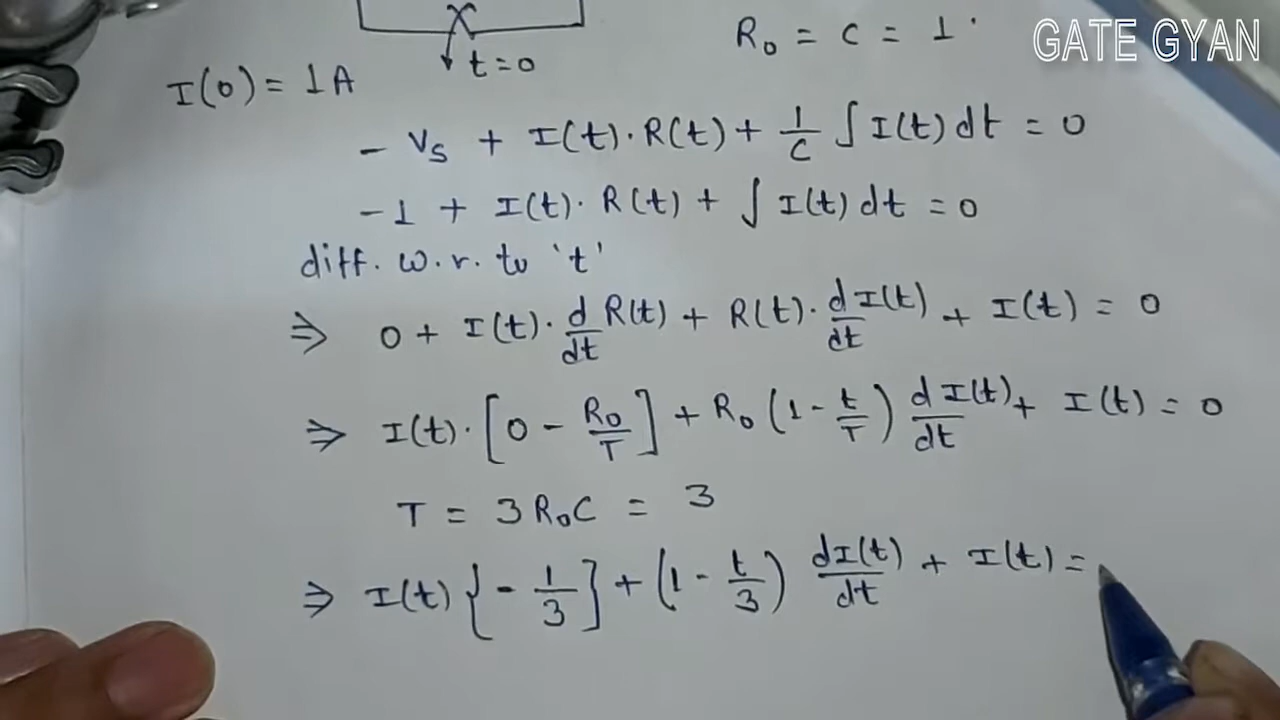 GATE GYAN
R₀ = C = 1
t=0
I(0) = 1A
- Vs + I(t)·R(t) + 1/C ∫ I(t) dt = 0
-1 + I(t)· R(t) + ∫ I(t) dt = 0
diff. w.r. to 't'
⇒ 0 + I(t)· d/dt R(t) + R(t)· dI(t)/dt + I(t) = 0
⇒ I(t)· [0 - R₀/T] + R₀ (1 - t/T) dI(t)/dt + I(t) = 0
T = 3R₀C = 3
⇒ I(t) {- 1/3] + (1 - t/3) dI(t)/dt + I(t) =